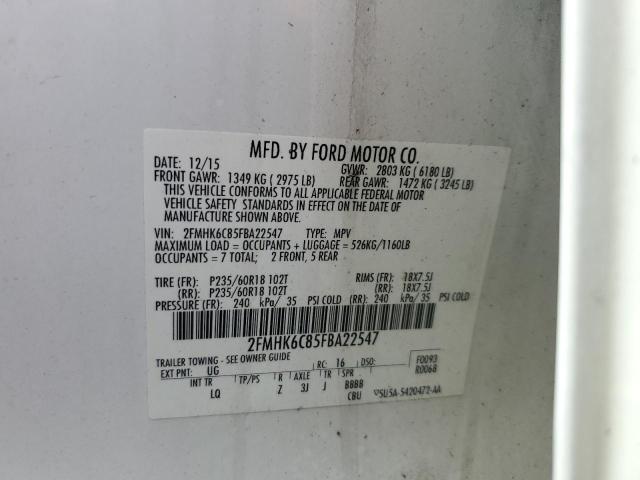 MFD. BY FORD MOTOR CO.
DATE: 12/15 GVWR: 2803 KG ( 6180 LB)
FRONT GAWR: 1349 KG ( 2975 LB) REAR GAWR: 1472 KG ( 3245 LB)
THIS VEHICLE CONFORMS TO ALL APPLICABLE FEDERAL MOTOR
VEHICLE SAFETY STANDARDS IN EFFECT ON THE DATE OF
MANUFACTURE SHOWN ABOVE.
VIN: 2FMHK6C85FBA22547 TYPE: MPV
MAXIMUM LOAD = OCCUPANTS + LUGGAGE = 526KG/1160LB
OCCUPANTS = 7 TOTAL; 2 FRONT, 5 REAR
TIRE (FR): P235/60R18 102T RIMS (FR): 18X7.5J
(RR): P235/60R18 102T (RR): 18X7.5J
PRESSURE (FR): 240 kPa/ 35 PSI COLD (RR): 240 kPa/ 35 PSI COLD
2FMHK6C85FBA22547
TRAILER TOWING - SEE OWNER GUIDE RC: 16 DSO: F0093
EXT PNT: UG R0068
INT TR TP/PS R AXLE TR SPR
LQ Z 3J J BBBB
CBU ▽5U5A-5420472-AA